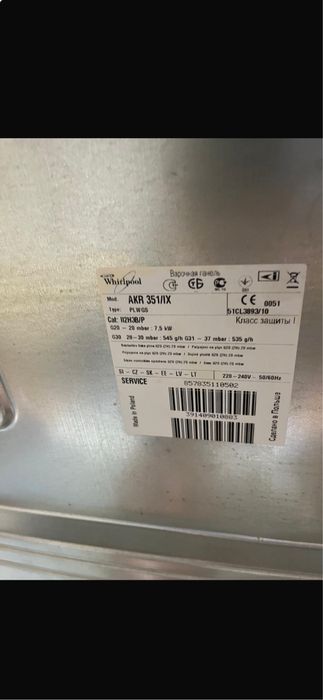 Whirlpool
Варочная панель
Mod. AKR 351/IX
Type: PLWGS
CE 0051
51CL3893/10
Cat: II2H3B/P
Класс защиты I
G20 - 20 mbar: 7,5 kW
G30 28-30 mbar: 545 g/h G31 - 37 mbar: 535 g/h
SI - CZ - SK - EE - LV - LT
220-240V - 50/60Hz
SERVICE
857835110502
391409010003
Made in Poland
Сделано в Польше